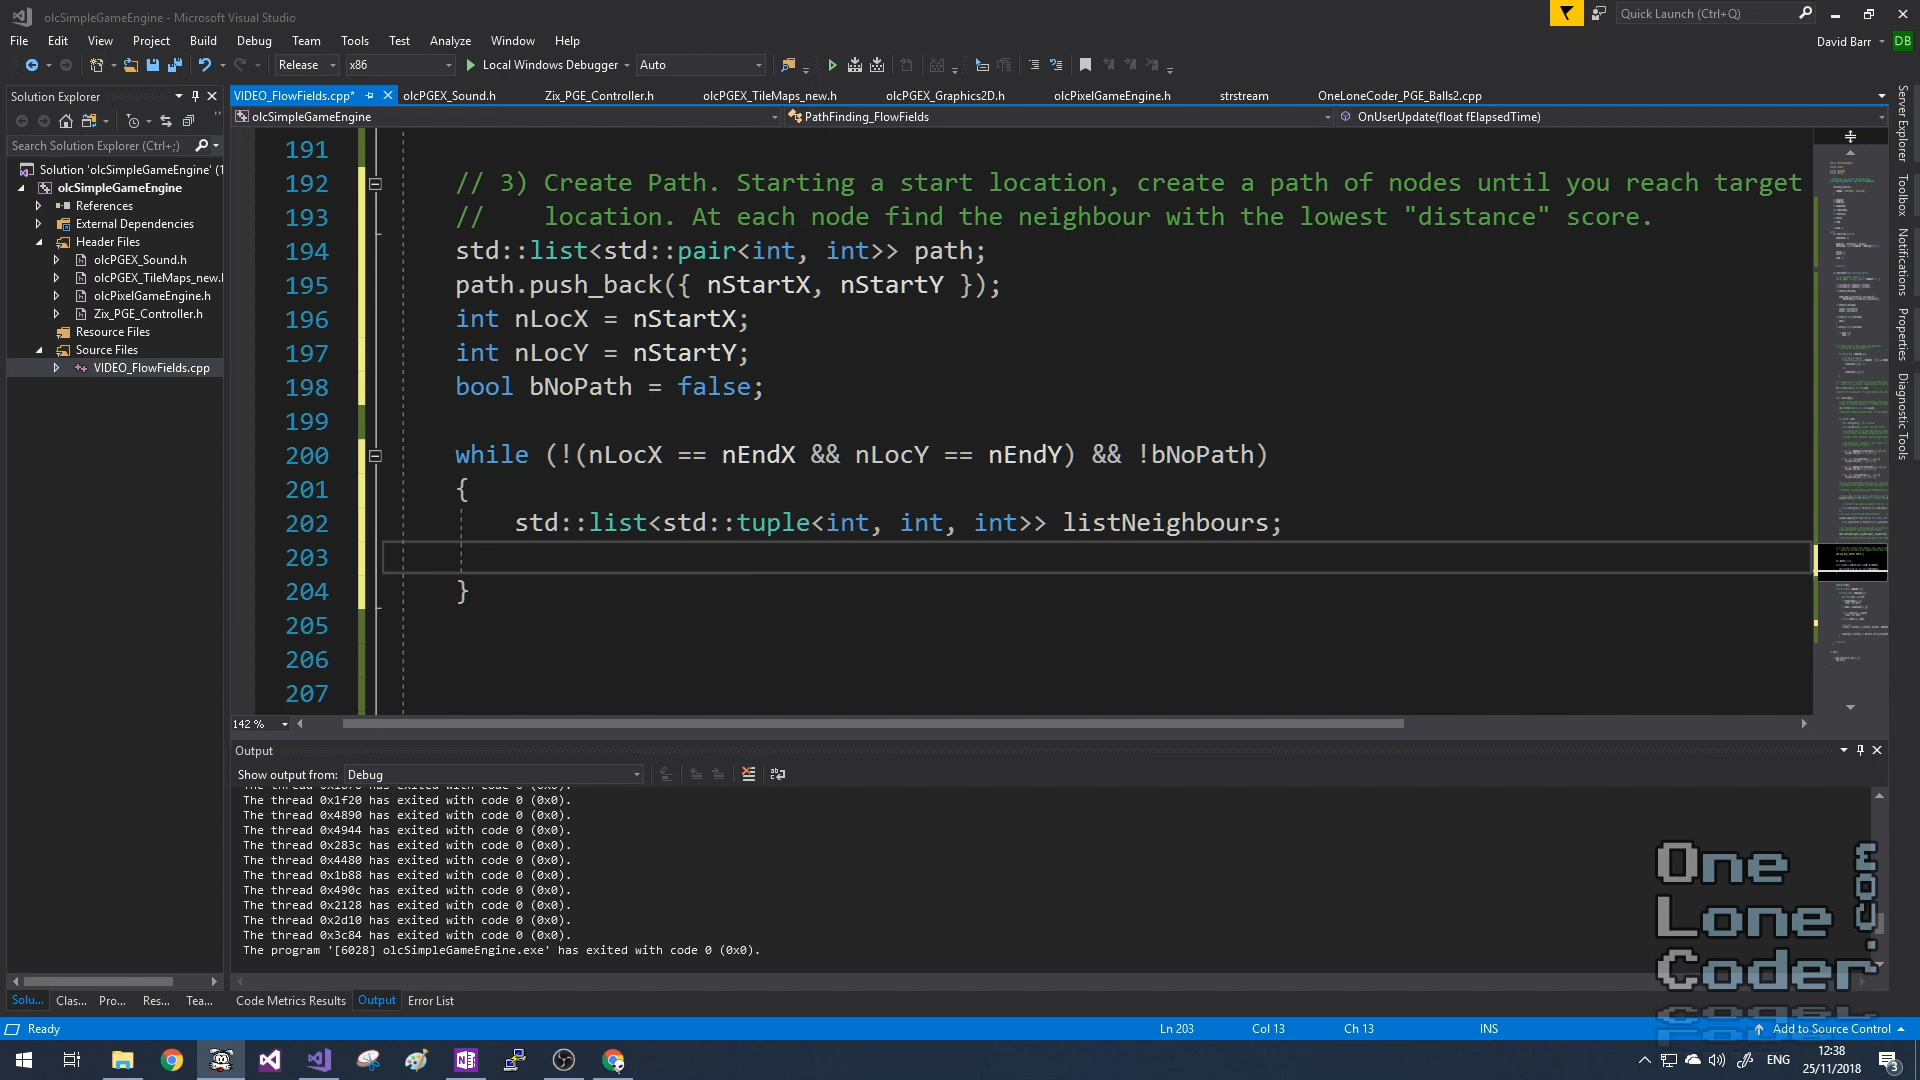 olcSimpleGameEngine - Microsoft Visual Studio
Quick Launch (Ctrl+Q)
File Edit View Project Build Debug Team Tools Test Analyze Window Help
David Barr DB
Release x86 Local Windows Debugger Auto
Solution Explorer
VIDEO_FlowFields.cpp* olcPGEX_Sound.h Zix_PGE_Controller.h olcPGEX_TileMaps_new.h olcPGEX_Graphics2D.h olcPixelGameEngine.h strstream OneLoneCoder_PGE_Balls2.cpp
olcSimpleGameEngine PathFinding_FlowFields OnUserUpdate(float fElapsedTime)
Search Solution Explorer (Ctrl+;)
Solution 'olcSimpleGameEngine' (1
olcSimpleGameEngine
References
External Dependencies
Header Files
olcPGEX_Sound.h
olcPGEX_TileMaps_new.h
olcPixelGameEngine.h
Zix_PGE_Controller.h
Resource Files
Source Files
VIDEO_FlowFields.cpp
191
192 // 3) Create Path. Starting a start location, create a path of nodes until you reach target
193 // location. At each node find the neighbour with the lowest "distance" score.
194 std::list<std::pair<int, int>> path;
195 path.push_back({ nStartX, nStartY });
196 int nLocX = nStartX;
197 int nLocY = nStartY;
198 bool bNoPath = false;
199
200 while (!(nLocX == nEndX && nLocY == nEndY) && !bNoPath)
201 {
202 std::list<std::tuple<int, int, int>> listNeighbours;
203
204 }
205
206
207
142 %
Server Explorer
Toolbox
Notifications
Properties
Diagnostic Tools
Output
Show output from: Debug
The thread 0x1f20 has exited with code 0 (0x0).
The thread 0x4890 has exited with code 0 (0x0).
The thread 0x4944 has exited with code 0 (0x0).
The thread 0x283c has exited with code 0 (0x0).
The thread 0x4480 has exited with code 0 (0x0).
The thread 0x1b88 has exited with code 0 (0x0).
The thread 0x490c has exited with code 0 (0x0).
The thread 0x2128 has exited with code 0 (0x0).
The thread 0x2d10 has exited with code 0 (0x0).
The thread 0x3c84 has exited with code 0 (0x0).
The program '[6028] olcSimpleGameEngine.exe' has exited with code 0 (0x0).
One
Lone
Coder
.com
Solu... Clas... Pro... Res... Tea... Code Metrics Results Output Error List
Ready Ln 203 Col 13 Ch 13 INS Add to Source Control
ENG 12:38
25/11/2018 3